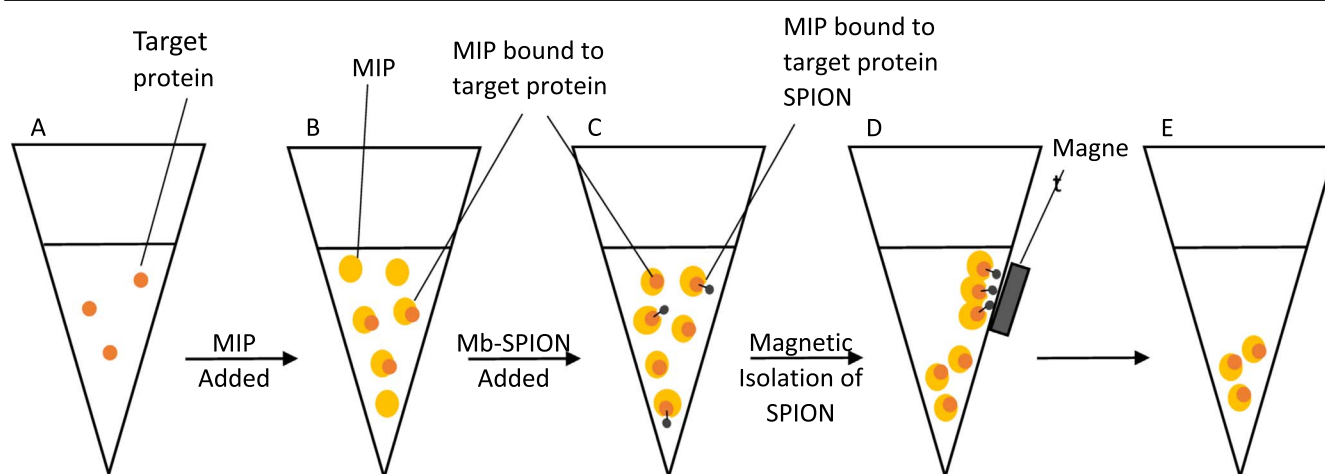 Target
protein
MIP
MIP bound to
target protein
MIP bound to
target protein
SPION
A
B
C
D
E
Magne
t
MIP
Added
Mb-SPION
Added
Magnetic
Isolation of
SPION